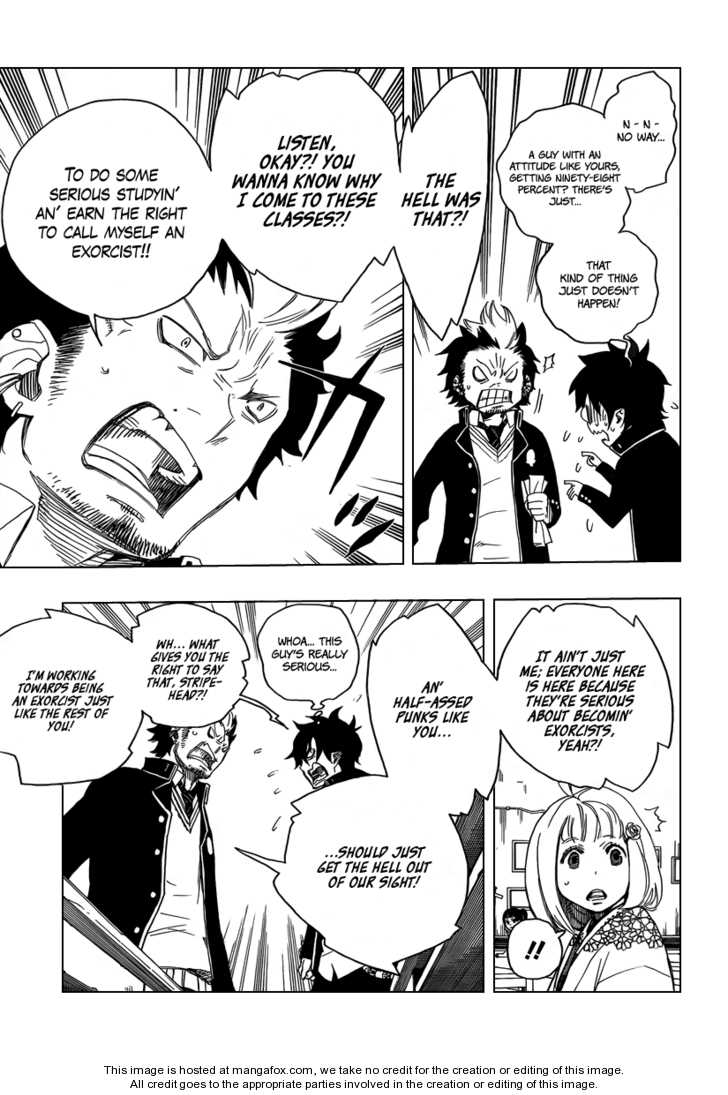 N - N -
NO WAY...
A GUY WITH AN
ATTITUDE LIKE YOURS,
GETTING NINETY-EIGHT
PERCENT? THERE'S
JUST...
THAT
KIND OF THING
JUST DOESN'T
HAPPEN!
THE
HELL WAS
THAT?!
LISTEN,
OKAY?! YOU
WANNA KNOW WHY
I COME TO THESE
CLASSES?!
TO DO SOME
SERIOUS STUDYIN'
AN' EARN THE RIGHT
TO CALL MYSELF AN
EXORCIST!!
IT AIN'T JUST
ME; EVERYONE HERE
IS HERE BECAUSE
THEY'RE SERIOUS
ABOUT BECOMIN'
EXORCISTS,
YEAH?!
!!
AN'
HALF-ASSED
PUNKS LIKE
YOU...
...SHOULD JUST
GET THE HELL OUT
OF OUR SIGHT!
WHOA... THIS
GUY'S REALLY
SERIOUS...
WH... WHAT
GIVES YOU THE
RIGHT TO SAY
THAT, STRIPE-
HEAD?!
I'M WORKING
TOWARDS BEING
AN EXORCIST JUST
LIKE THE REST OF
YOU!
This image is hosted at mangafox.com, we take no credit for the creation or editing of this image.
All credit goes to the appropriate parties involved in the creation or editing of this image.